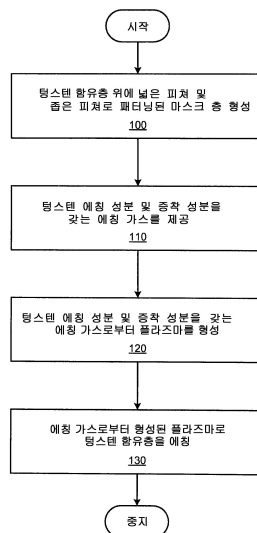 시작
텅스텐 함유층 위에 넓은 피쳐 및
좁은 피쳐로 패터닝된 마스크 층 형성
100
텅스텐 에칭 성분 및 증착 성분을
갖는 에칭 가스를 제공
110
텅스텐 에칭 성분 및 증착 성분을 갖는
에칭 가스로부터 플라즈마를 형성
120
에칭 가스로부터 형성된 플라즈마로
텅스텐 함유층을 에칭
130
중지